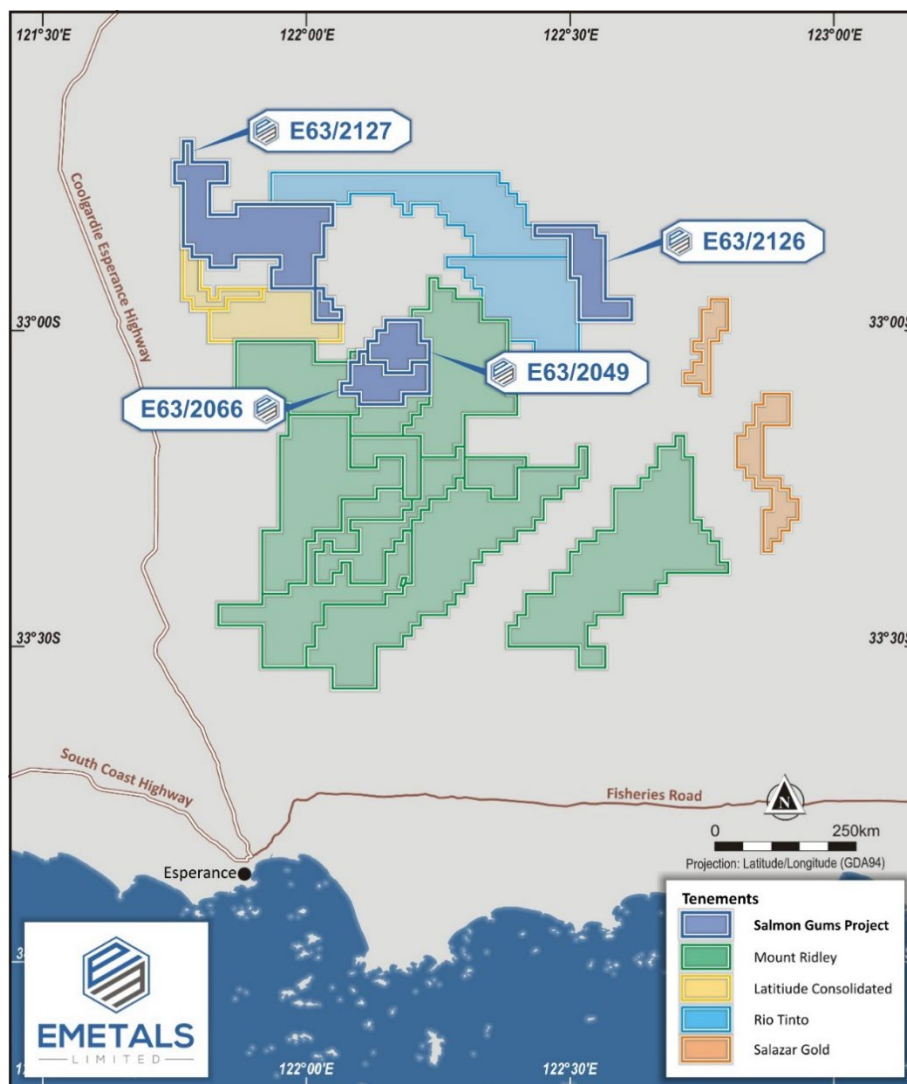 121°30'E
122°00'E
122°30'E
123°00'E
E63/2127
E63/2126
Coolgardie Esperance Highway
33°00S
33°00S
E63/2049
E63/2066
33°30S
33°30S
South Coast Highway
Fisheries Road
N
0 250km
Projection: Latitude/Longitude (GDA94)
Esperance
Tenements
Salmon Gums Project
Mount Ridley
Latitiude Consolidated
Rio Tinto
Salazar Gold
EMETALS
LIMITED
122°00'E
122°30'E